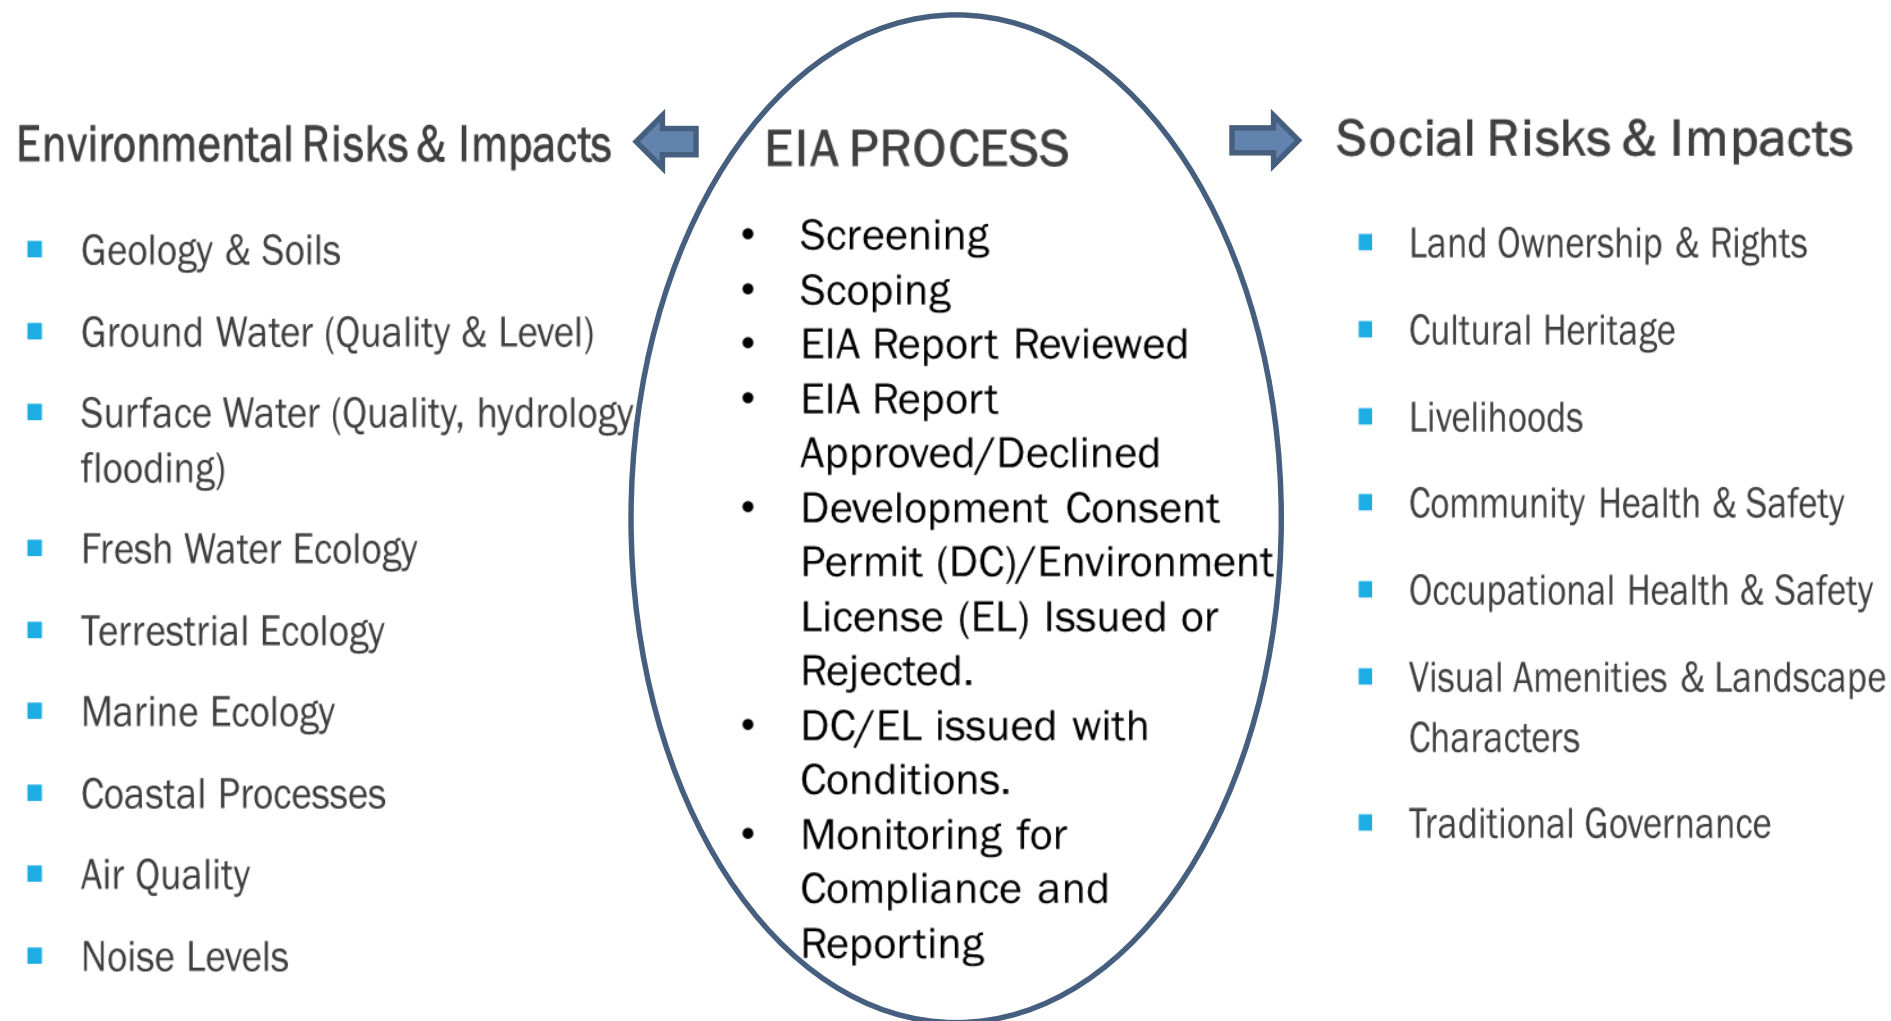 Environmental Risks & Impacts
Geology & Soils
Ground Water (Quality & Level)
Surface Water (Quality, hydrology
flooding)
Fresh Water Ecology
Terrestrial Ecology
Marine Ecology
Coastal Processes
Air Quality
Noise Levels
EIA PROCESS
• Screening
• Scoping
• EIA Report Reviewed
• EIA Report
Approved/Declined
• Development Consent
Permit (DC)/Environment
License (EL) Issued or
Rejected.
• DC/EL issued with
Conditions.
• Monitoring for
Compliance and
Reporting
Social Risks & Impacts
Land Ownership & Rights
Cultural Heritage
Livelihoods
Community Health & Safety
Occupational Health & Safety
Visual Amenities & Landscape
Characters
Traditional Governance